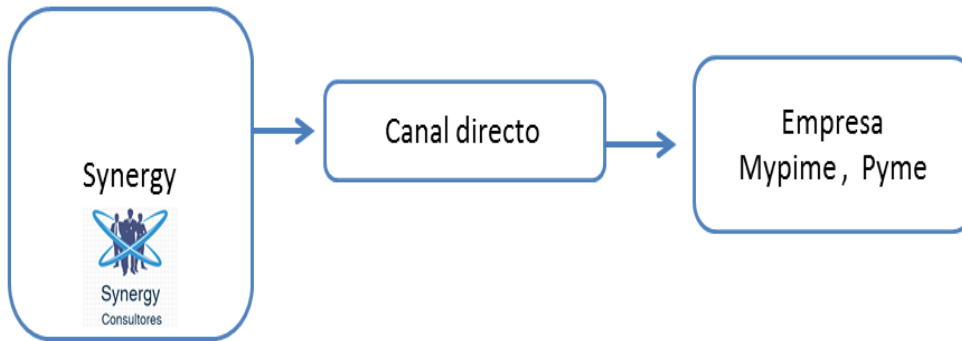 Synergy
Synergy
Consultores
Canal directo
Empresa
Mypime , Pyme